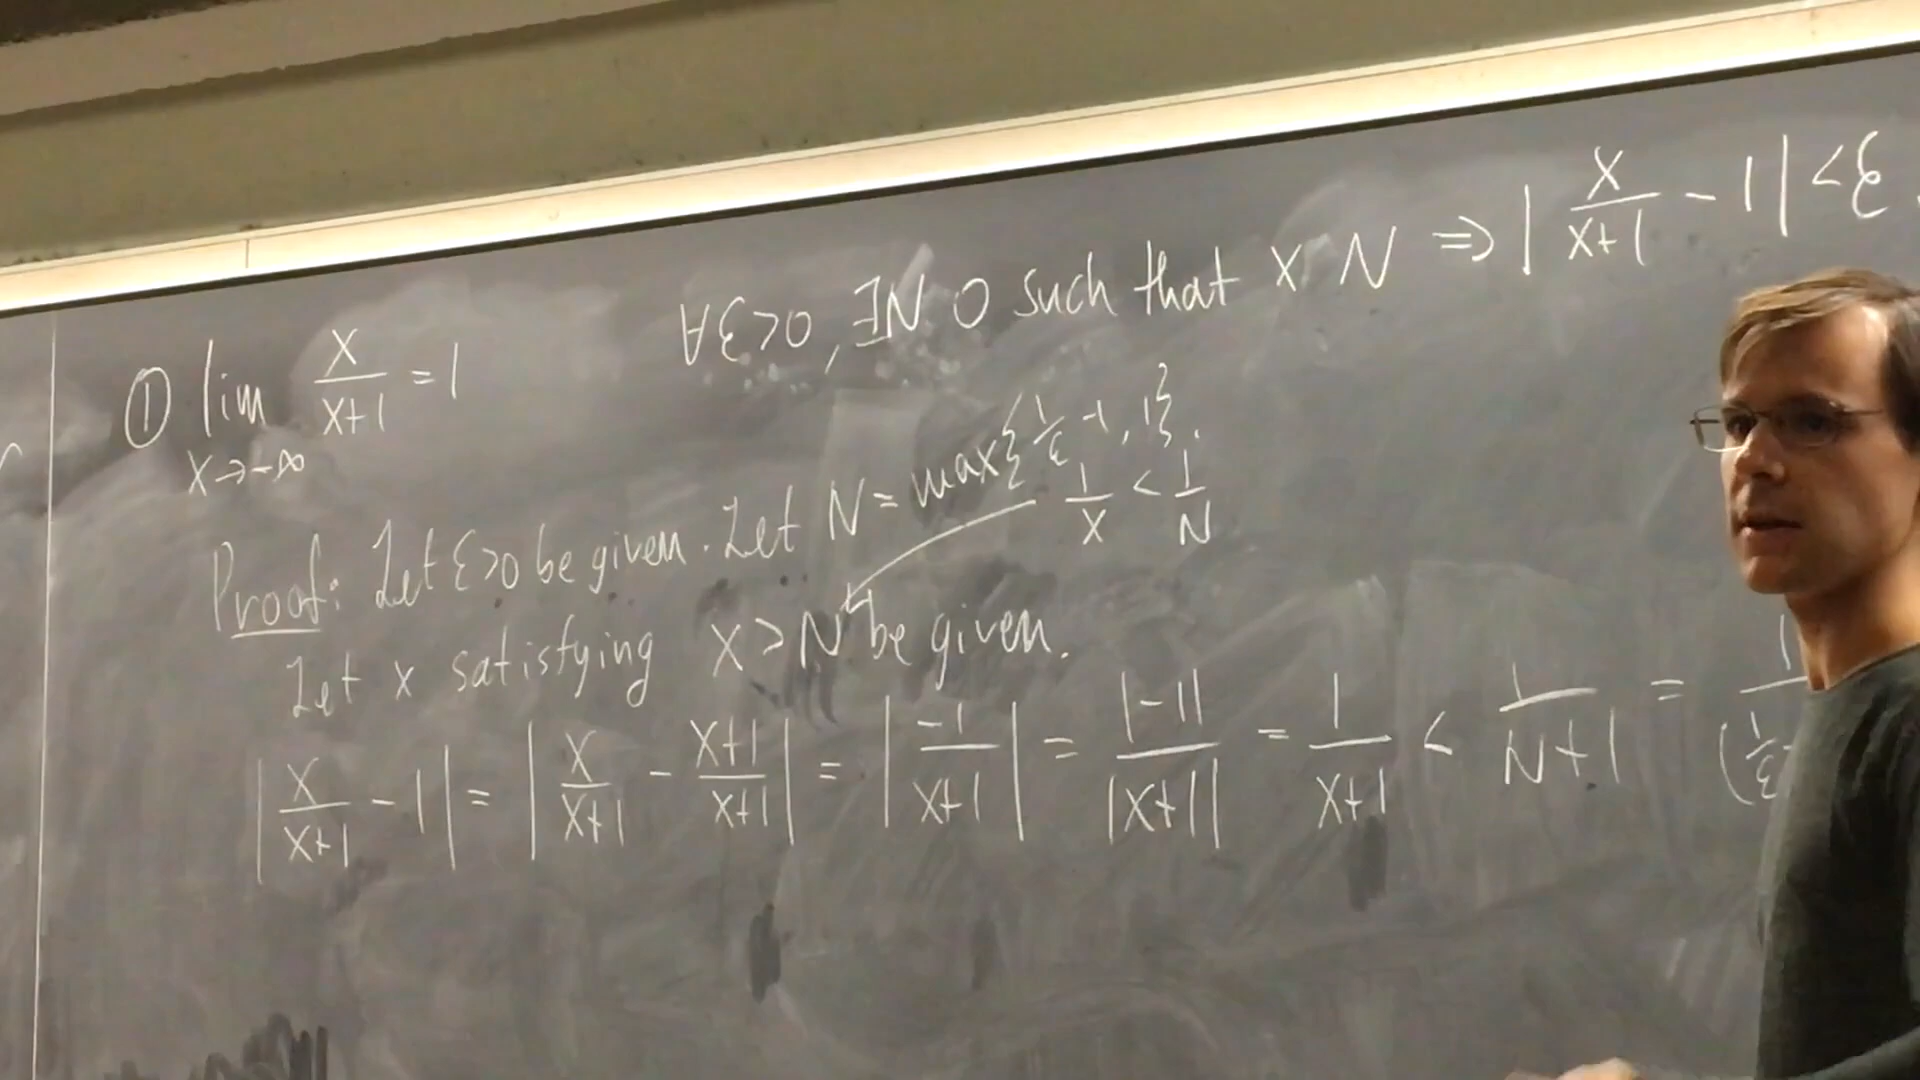 ∀ε>0, ∃N 0 such that x N ⇒ | x/(x+1) - 1 | < ε
① lim x→-∞ x/(x+1) = 1
Proof: Let ε>0 be given. Let N = max{ 1/ε - 1, 1 }.
1/x < 1/N
Let x satisfying x > N be given.
| x/(x+1) - 1 | = | x/(x+1) - (x+1)/(x+1) | = | -1/(x+1) | = |-1|/|x+1| = 1/(x+1) < 1/(N+1) = 1/(1/ε